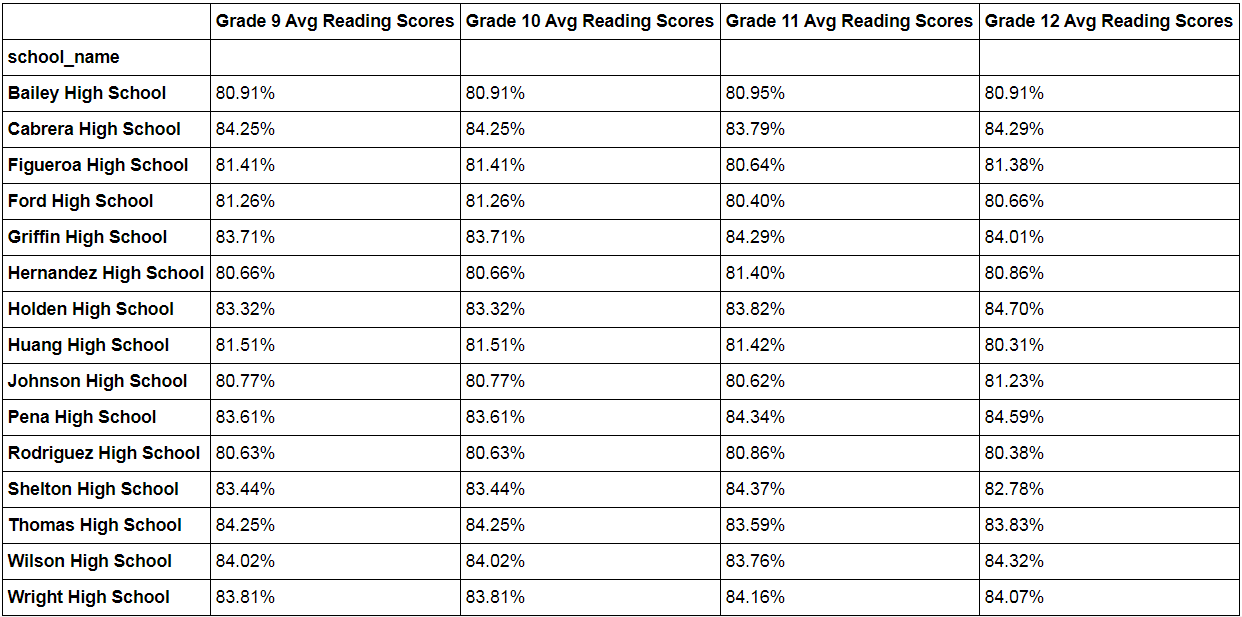 Grade 9 Avg Reading Scores Grade 10 Avg Reading Scores Grade 11 Avg Reading Scores Grade 12 Avg Reading Scores
school_name
Bailey High School 80.91% 80.91% 80.95% 80.91%
Cabrera High School 84.25% 84.25% 83.79% 84.29%
Figueroa High School 81.41% 81.41% 80.64% 81.38%
Ford High School 81.26% 81.26% 80.40% 80.66%
Griffin High School 83.71% 83.71% 84.29% 84.01%
Hernandez High School 80.66% 80.66% 81.40% 80.86%
Holden High School 83.32% 83.32% 83.82% 84.70%
Huang High School 81.51% 81.51% 81.42% 80.31%
Johnson High School 80.77% 80.77% 80.62% 81.23%
Pena High School 83.61% 83.61% 84.34% 84.59%
Rodriguez High School 80.63% 80.63% 80.86% 80.38%
Shelton High School 83.44% 83.44% 84.37% 82.78%
Thomas High School 84.25% 84.25% 83.59% 83.83%
Wilson High School 84.02% 84.02% 83.76% 84.32%
Wright High School 83.81% 83.81% 84.16% 84.07%